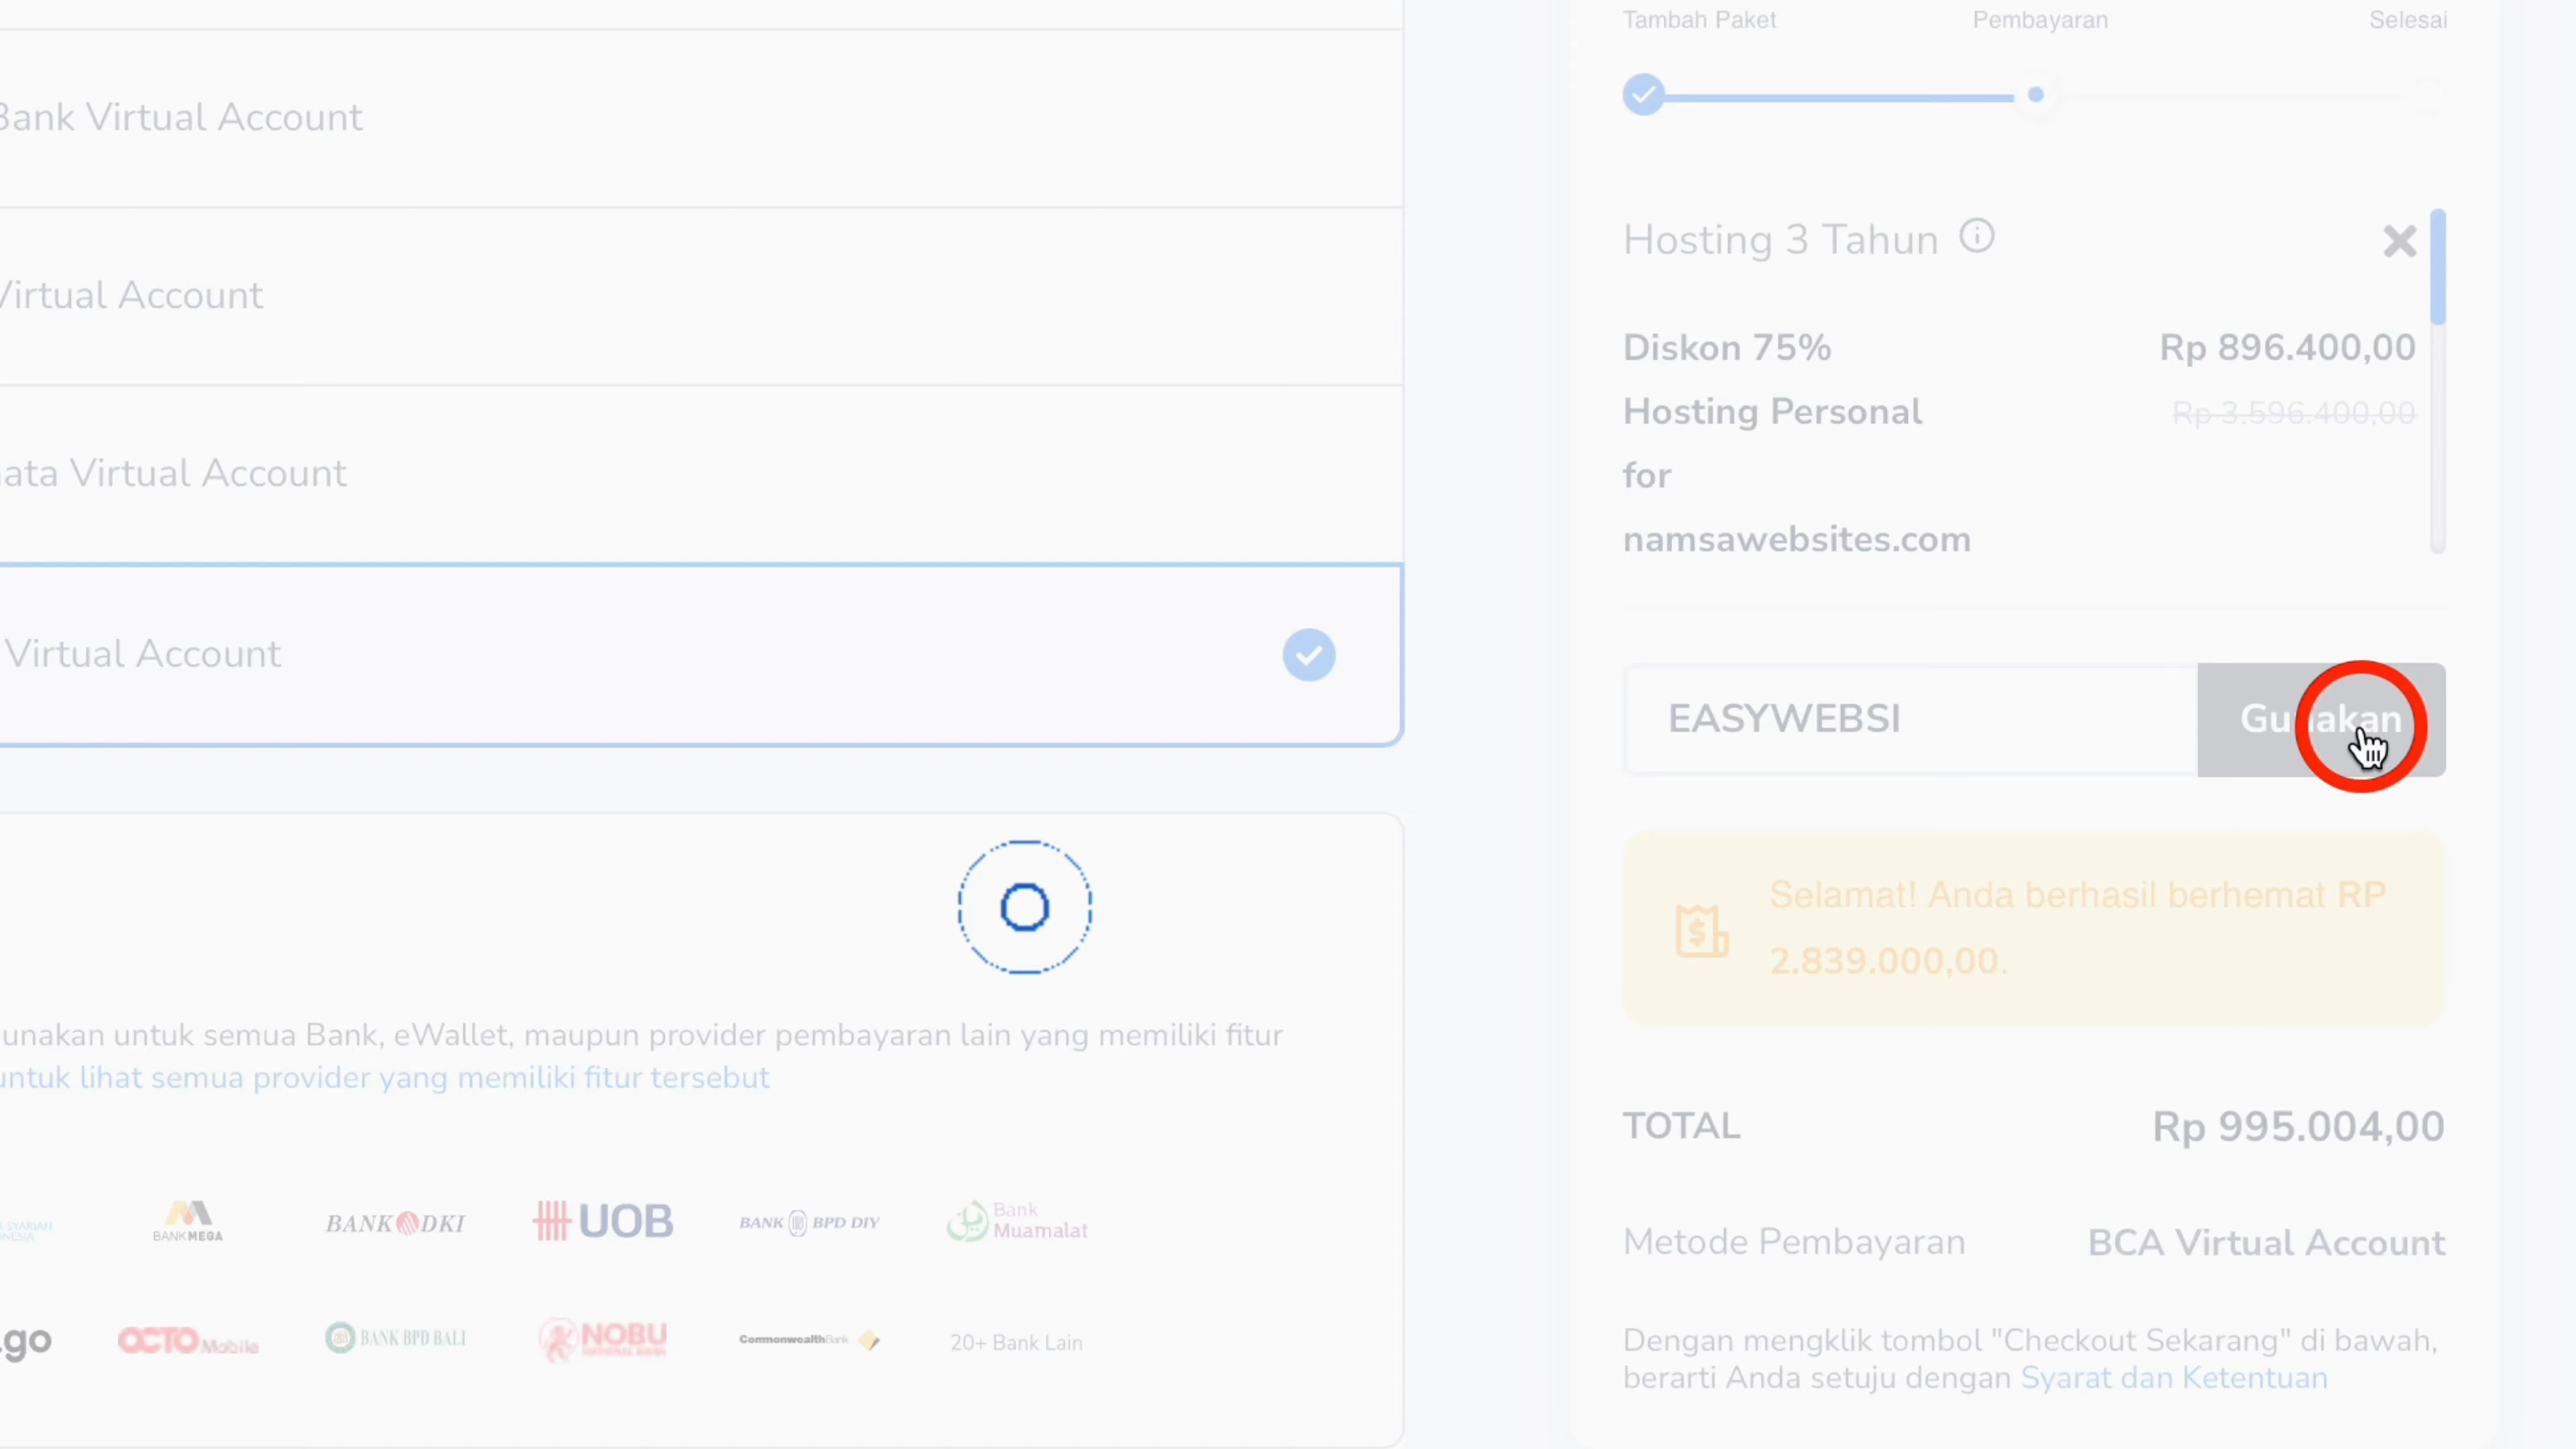 Bank Virtual Account
Virtual Account
ata Virtual Account
Virtual Account
unakan untuk semua Bank, eWallet, maupun provider pembayaran lain yang memiliki fitur
untuk lihat semua provider yang memiliki fitur tersebut
SYARIAH
BANK MEGA
BANK DKI
UOB
BANK BPD DIY
Bank
Muamalat
go
OCTO Mobile
BANK BPD BALI
NOBU
NATIONAL BANK
CommonwealthBank
20+ Bank Lain
Tambah Paket
Pembayaran
Selesai
Hosting 3 Tahun
Diskon 75%
Rp 896.400,00
Hosting Personal
Rp 3.596.400,00
for
namsawebsites.com
EASYWEBSI
Gunakan
Selamat! Anda berhasil berhemat RP
2.839.000,00.
TOTAL
Rp 995.004,00
Metode Pembayaran
BCA Virtual Account
Dengan mengklik tombol "Checkout Sekarang" di bawah,
berarti Anda setuju dengan Syarat dan Ketentuan